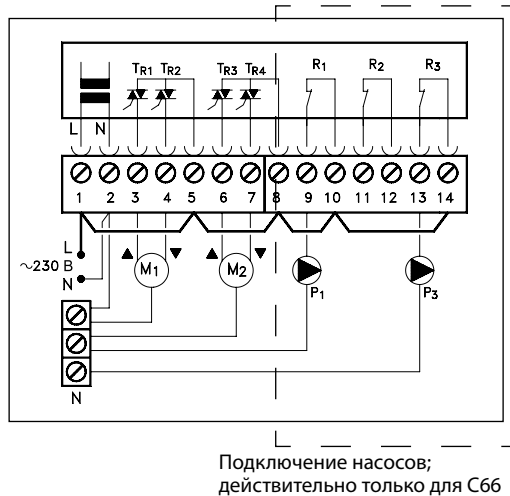 TR1 TR2 TR3 TR4 R1 R2 R3
L N
1 2 3 4 5 6 7 8 9 10 11 12 13 14
L
~230 В
N
M1 M2
P1 P3
N
Подключение насосов;
действительно только для С66